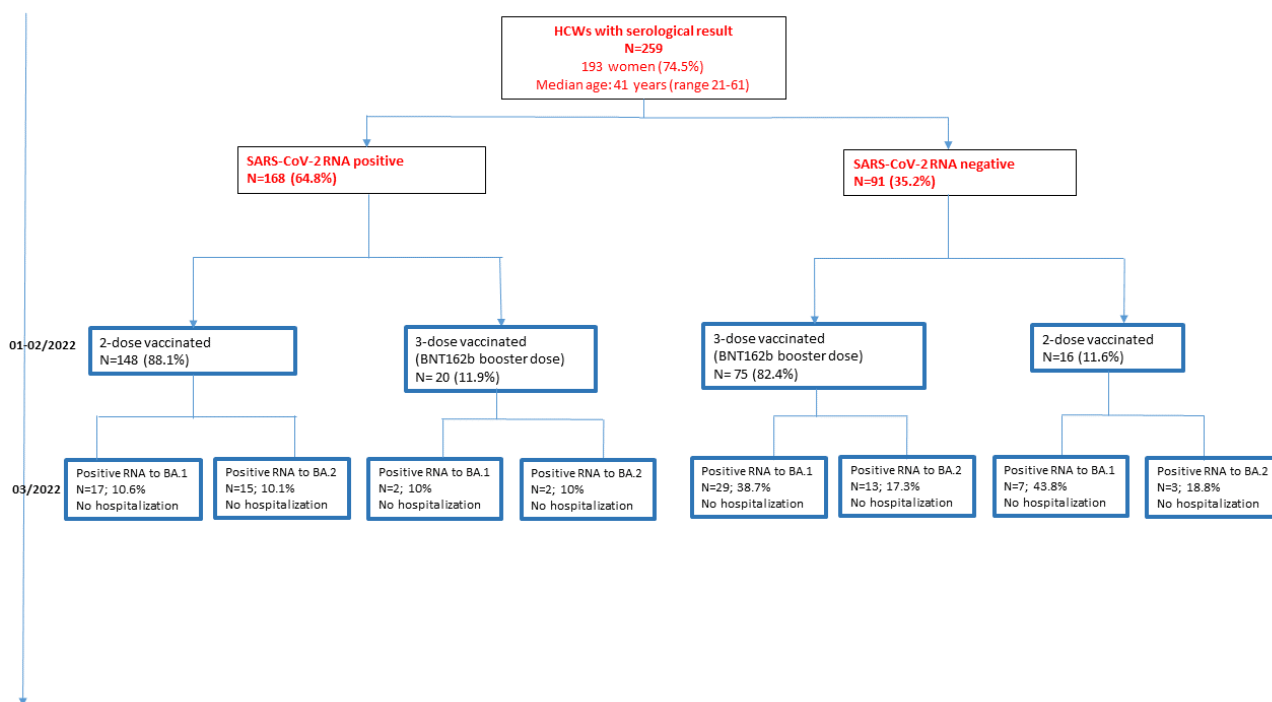 HCWs with serological result
N=259
193 women (74.5%)
Median age: 41 years (range 21-61)
SARS-CoV-2 RNA positive
N=168 (64.8%)
SARS-CoV-2 RNA negative
N=91 (35.2%)
01-02/2022
2-dose vaccinated
N=148 (88.1%)
3-dose vaccinated
(BNT162b booster dose)
N= 20 (11.9%)
3-dose vaccinated
(BNT162b booster dose)
N= 75 (82.4%)
2-dose vaccinated
N=16 (11.6%)
03/2022
Positive RNA to BA.1
N=17; 10.6%
No hospitalization
Positive RNA to BA.2
N=15; 10.1%
No hospitalization
Positive RNA to BA.1
N=2; 10%
No hospitalization
Positive RNA to BA.2
N=2; 10%
No hospitalization
Positive RNA to BA.1
N=29; 38.7%
No hospitalization
Positive RNA to BA.2
N=13; 17.3%
No hospitalization
Positive RNA to BA.1
N=7; 43.8%
No hospitalization
Positive RNA to BA.2
N=3; 18.8%
No hospitalization